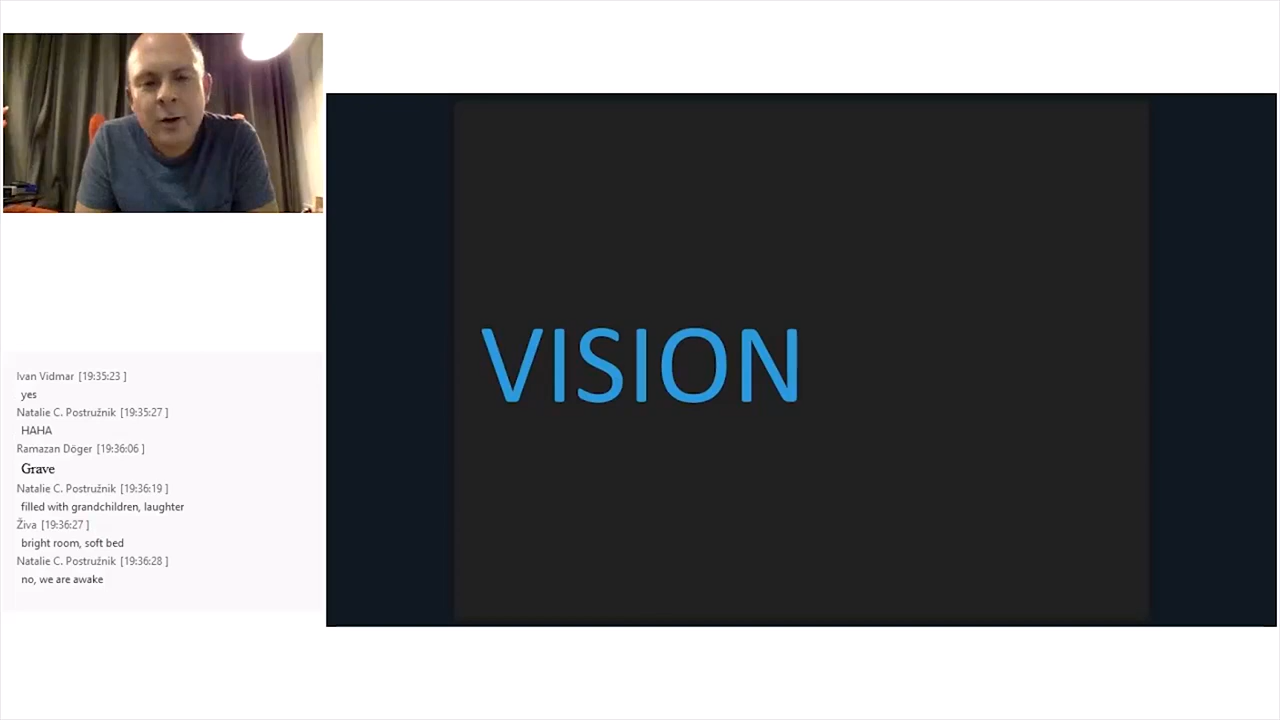 VISION
Ivan Vidmar [19:35:23 ]
yes
Natalie C. Postružnik [19:35:27 ]
HAHA
Ramazan Döger [19:36:06 ]
Grave
Natalie C. Postružnik [19:36:19 ]
filled with grandchildren, laughter
Živa [19:36:27 ]
bright room, soft bed
Natalie C. Postružnik [19:36:28 ]
no, we are awake